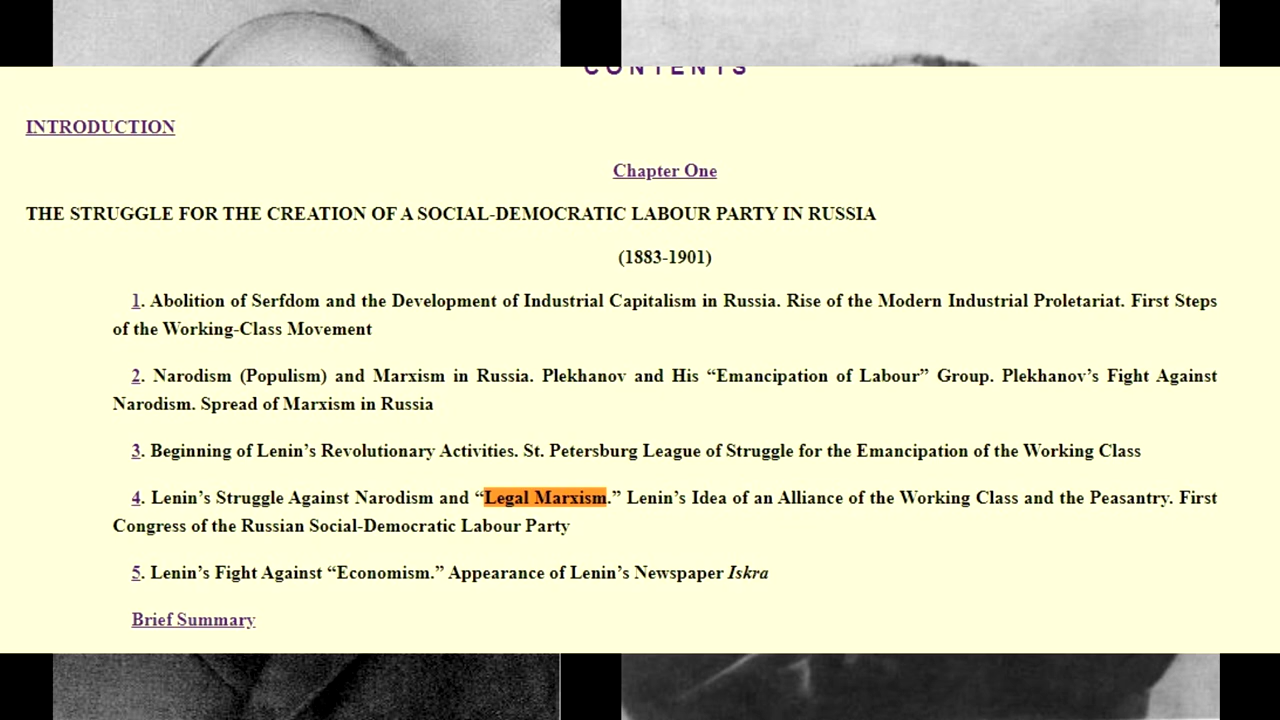 CONTENTS
INTRODUCTION
Chapter One
THE STRUGGLE FOR THE CREATION OF A SOCIAL-DEMOCRATIC LABOUR PARTY IN RUSSIA
(1883-1901)
1. Abolition of Serfdom and the Development of Industrial Capitalism in Russia. Rise of the Modern Industrial Proletariat. First Steps
of the Working-Class Movement
2. Narodism (Populism) and Marxism in Russia. Plekhanov and His “Emancipation of Labour” Group. Plekhanov’s Fight Against
Narodism. Spread of Marxism in Russia
3. Beginning of Lenin’s Revolutionary Activities. St. Petersburg League of Struggle for the Emancipation of the Working Class
4. Lenin’s Struggle Against Narodism and “Legal Marxism.” Lenin’s Idea of an Alliance of the Working Class and the Peasantry. First
Congress of the Russian Social-Democratic Labour Party
5. Lenin’s Fight Against “Economism.” Appearance of Lenin’s Newspaper Iskra
Brief Summary